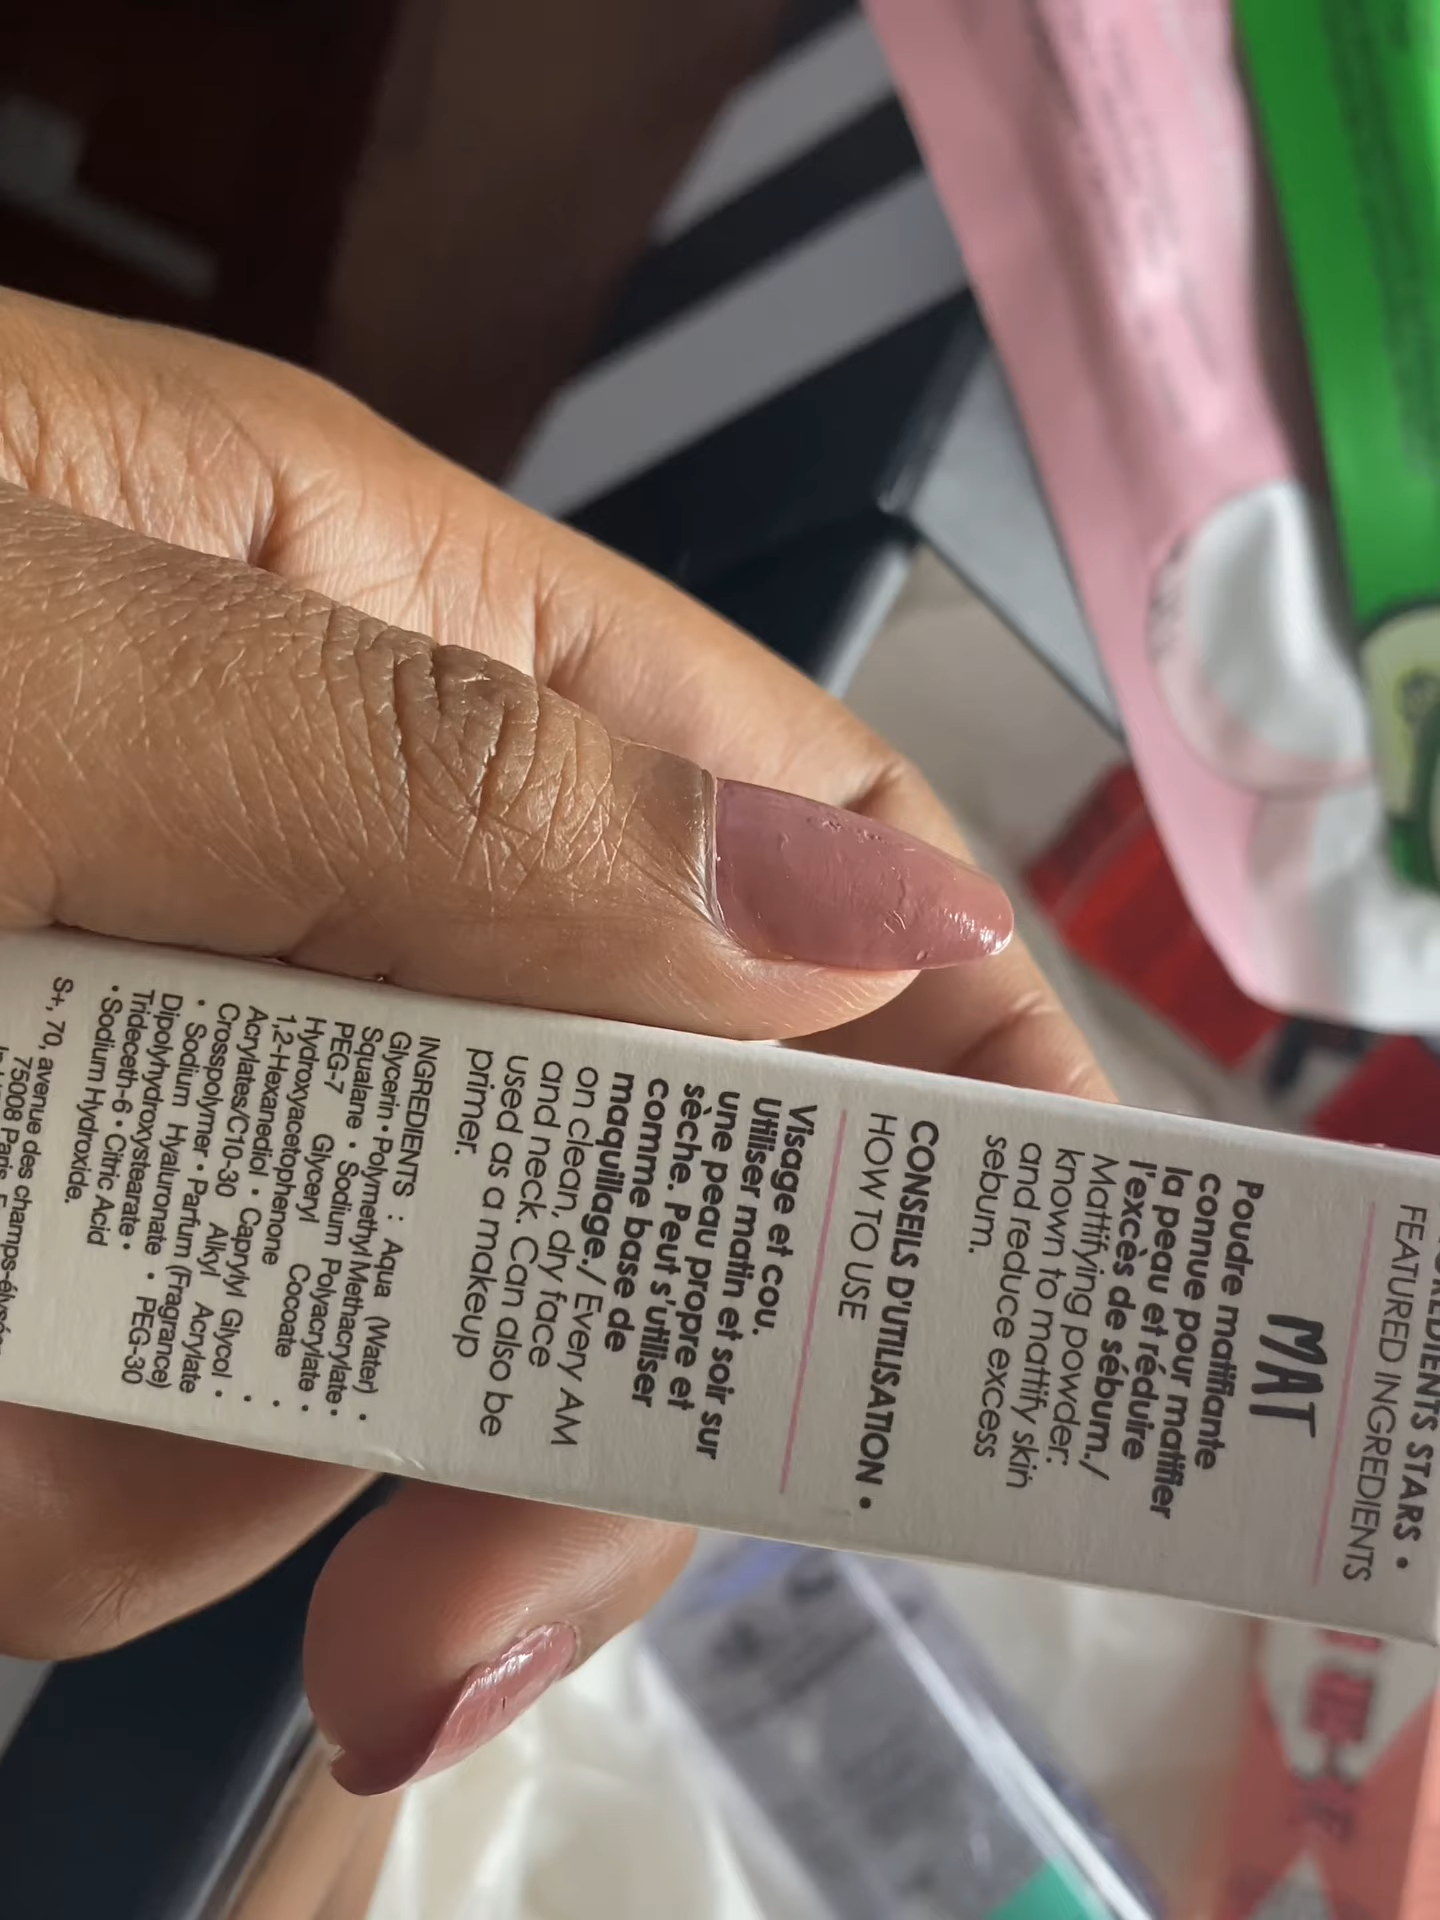 INGRÉDIENTS STARS •
FEATURED INGREDIENTS
MAT
Poudre matifiante
connue pour matifier
la peau et réduire
l'excès de sébum./
Mattifying powder.
known to mattify skin
and reduce excess
sebum.
CONSEILS D'UTILISATION •
HOW TO USE
Visage et cou.
Utiliser matin et soir sur
une peau propre et
sèche. Peut s'utiliser
comme base de
maquillage./ Every AM
on clean, dry face
and neck. Can also be
used as a makeup
primer.
INGREDIENTS : Aqua (Water) •
Glycerin • Polymethyl Methacrylate •
Squalane • Sodium Polyacrylate •
PEG-7 Glyceryl Cocoate •
Hydroxyacetophenone •
1,2-Hexanediol • Caprylyl Glycol •
Acrylates/C10-30 Alkyl Acrylate
Crosspolymer • Parfum (Fragrance)
• Sodium Hyaluronate • PEG-30
Dipolyhydroxystearate •
Trideceth-6 • Citric Acid
• Sodium Hydroxide.
S+, 70, avenue des champs-élysées
75008 Paris